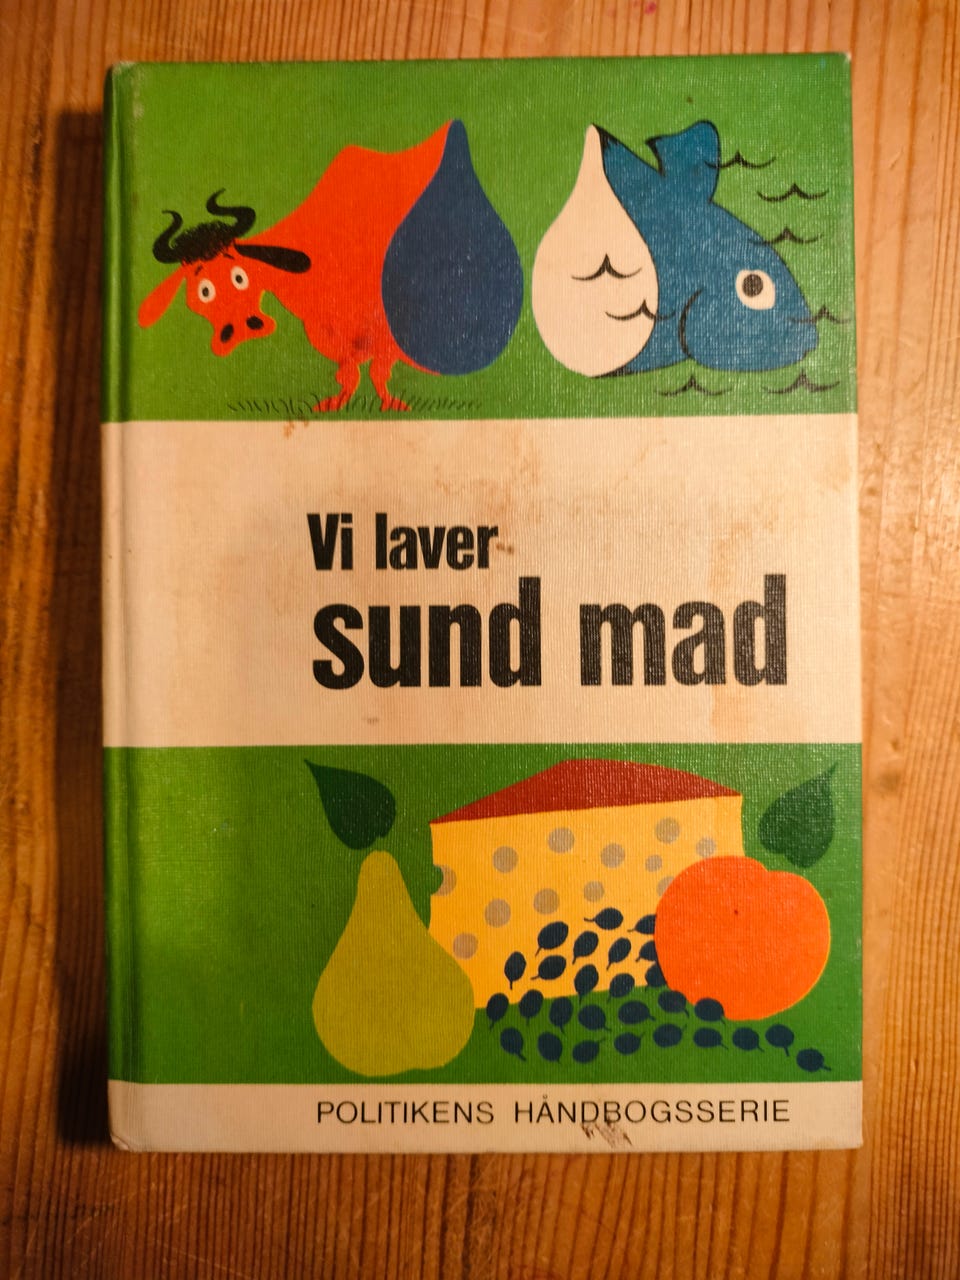 Vi laver
sund mad
POLITIKENS HÅNDBOGSSERIE